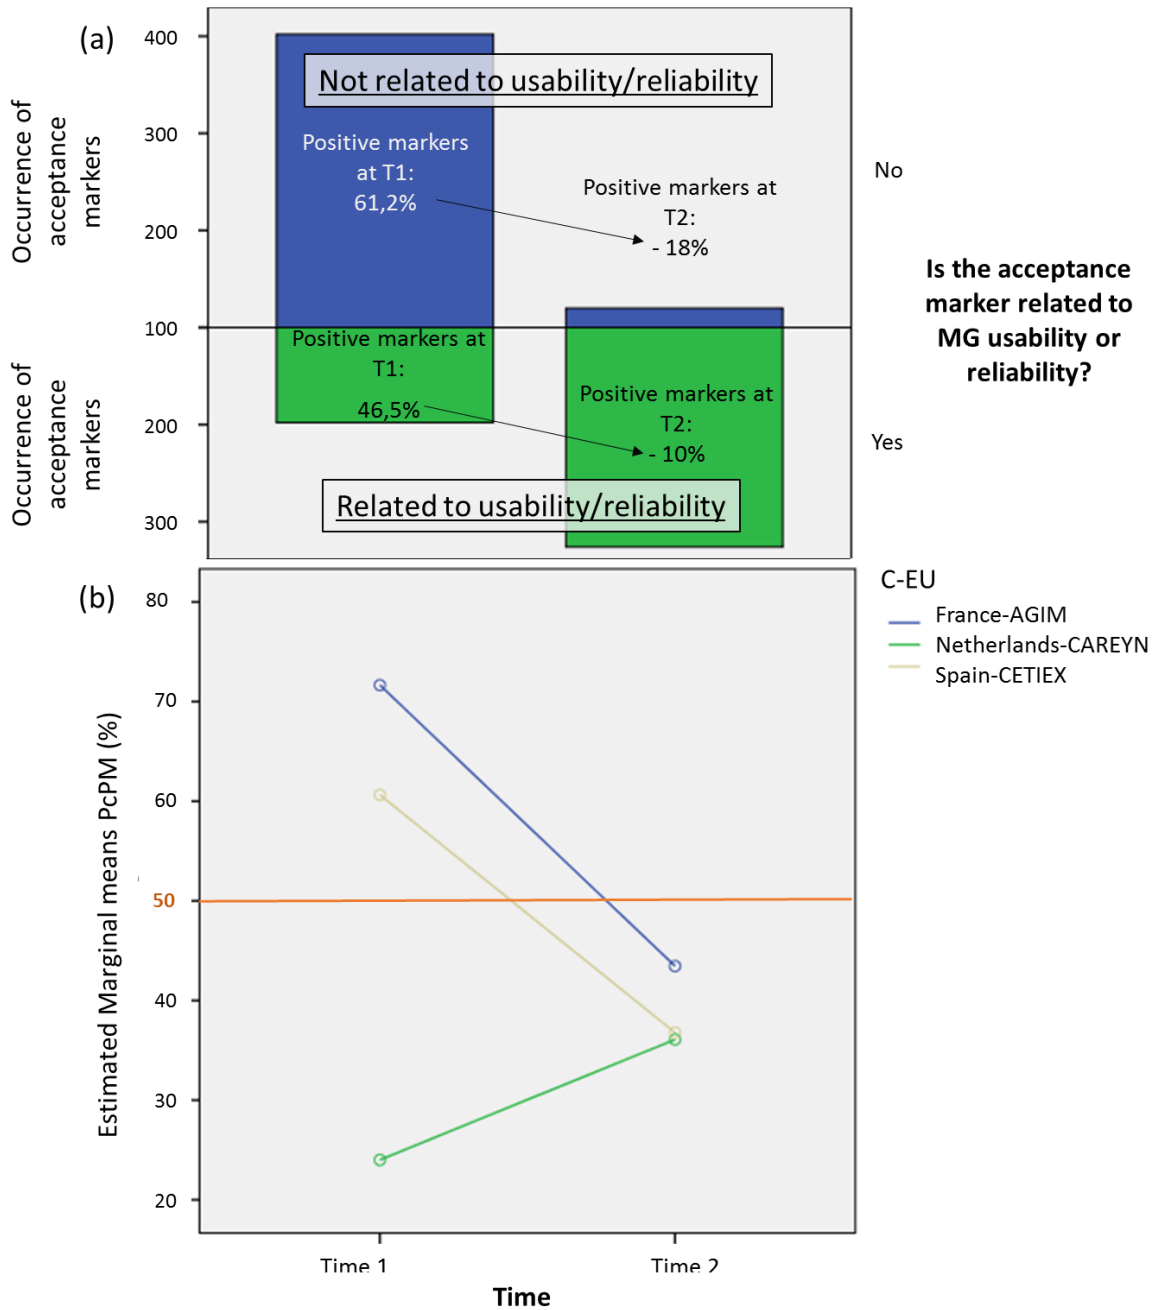 (a)
400
300
200
100
200
300
Occurrence of
acceptance
markers
Occurrence of
acceptance
markers
Not related to usability/reliability
Positive markers
at T1:
61,2%
Positive markers at
T2:
- 18%
Positive markers at
T1:
46,5%
Positive markers at
T2:
- 10%
Related to usability/reliability
No
Is the acceptance
marker related to
MG usability or
reliability?
Yes
(b)
80
70
60
50
40
30
20
Estimated Marginal means PcPM (%)
C-EU
France-AGIM
Netherlands-CAREYN
Spain-CETIEX
Time 1
Time 2
Time